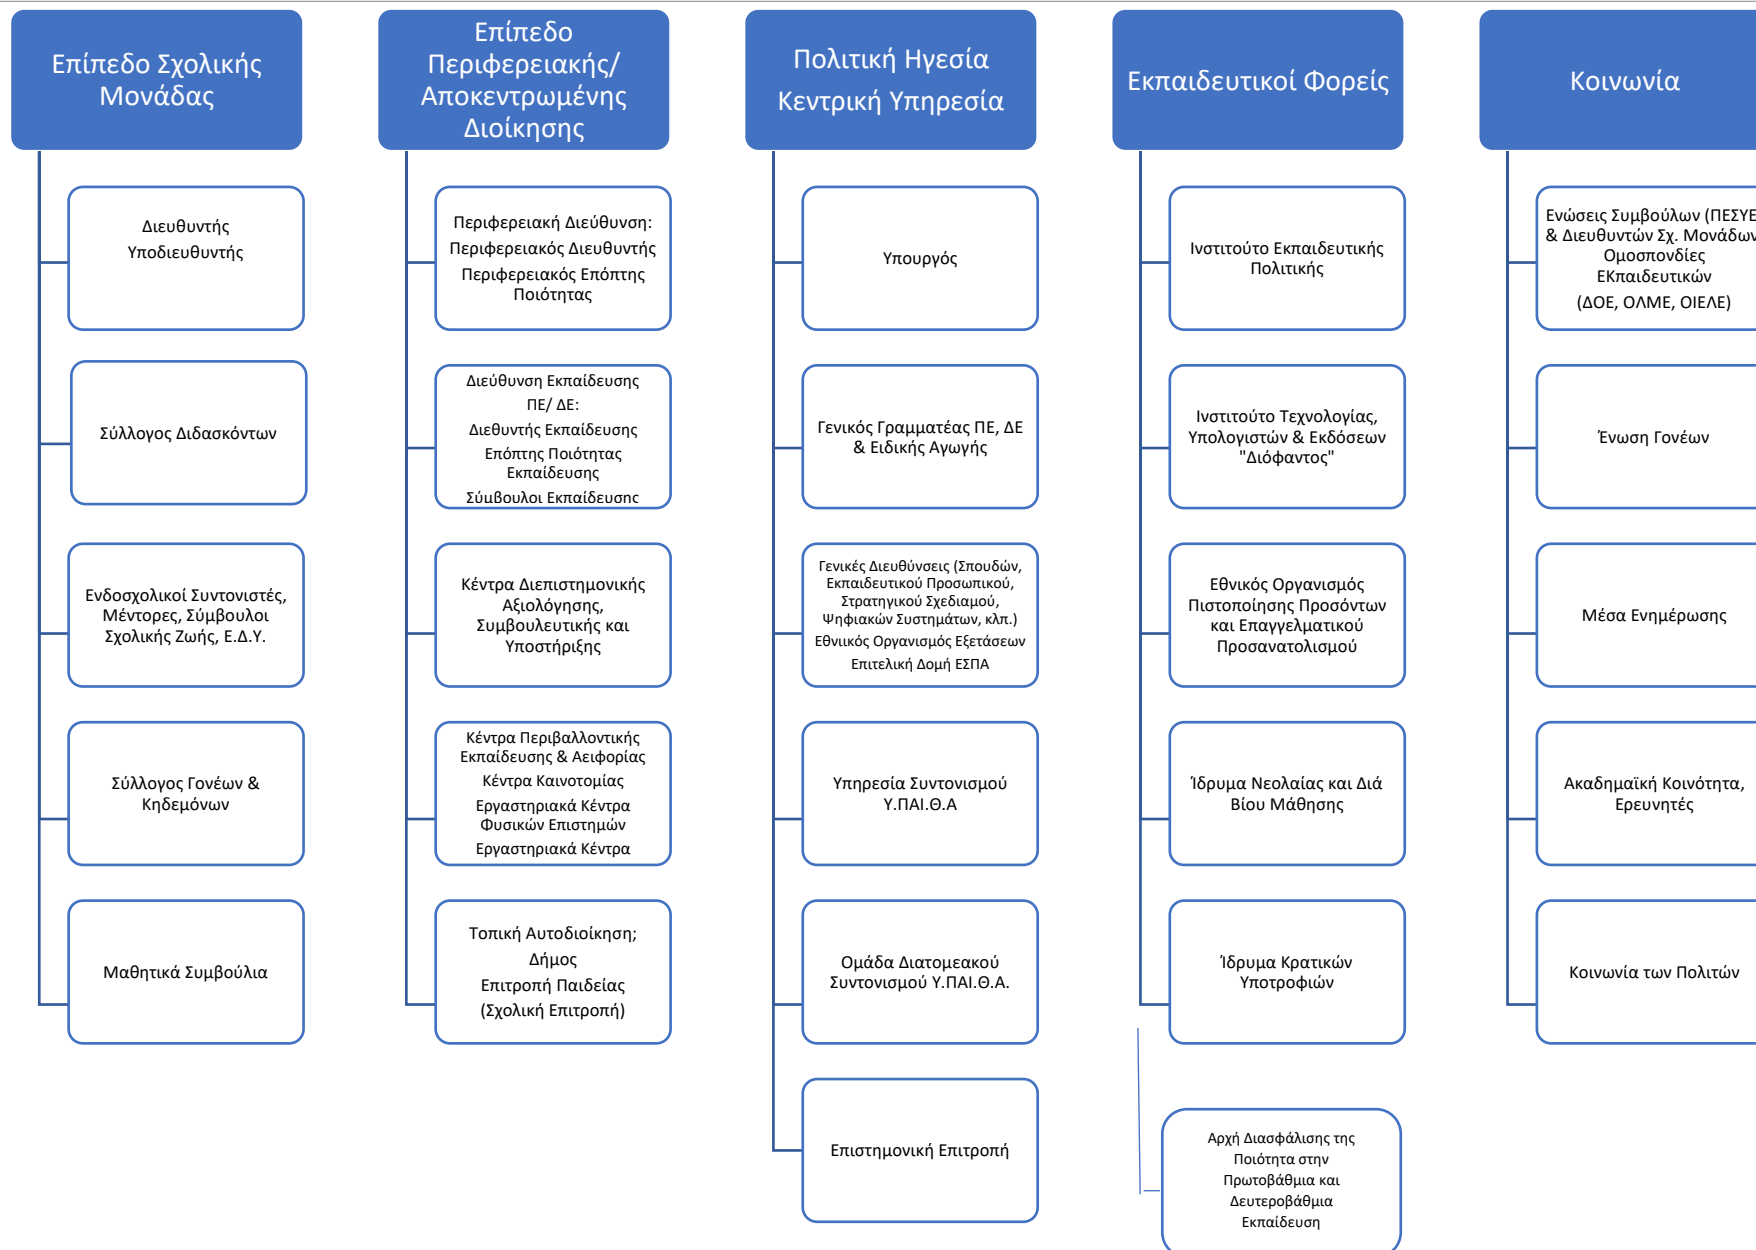 Επίπεδο Σχολικής
Μονάδας
Διευθυντής
Υποδιευθυντής
Σύλλογος Διδασκόντων
Ενδοσχολικοί Συντονιστές,
Μέντορες, Σύμβουλοι
Σχολικής Ζωής, Ε.Δ.Υ.
Σύλλογος Γονέων &
Κηδεμόνων
Μαθητικά Συμβούλια
Επίπεδο
Περιφερειακής/
Αποκεντρωμένης
Διοίκησης
Περιφερειακή Διεύθυνση:
Περιφερειακός Διευθυντής
Περιφερειακός Επόπτης
Ποιότητας
Διεύθυνση Εκπαίδευσης
ΠΕ/ ΔΕ:
Διεθυντής Εκπαίδευσης
Επόπτης Ποιότητας
Εκπαίδευσης
Σύμβουλοι Εκπαίδευσης
Κέντρα Διεπιστημονικής
Αξιολόγησης,
Συμβουλευτικής και
Υποστήριξης
Κέντρα Περιβαλλοντικής
Εκπαίδευσης & Αειφορίας
Κέντρα Καινοτομίας
Εργαστηριακά Κέντρα
Φυσικών Επιστημών
Εργαστηριακά Κέντρα
Τοπική Αυτοδιοίκηση;
Δήμος
Επιτροπή Παιδείας
(Σχολική Επιτροπή)
Πολιτική Ηγεσία
Κεντρική Υπηρεσία
Υπουργός
Γενικός Γραμματέας ΠΕ, ΔΕ
& Ειδικής Αγωγής
Γενικές Διευθύνσεις (Σπουδών,
Εκπαιδευτικού Προσωπικού,
Στρατηγικού Σχεδιαμού,
Ψηφιακών Συστημάτων, κλπ.)
Εθνιικός Οργανισμός Εξετάσεων
Επιτελική Δομή ΕΣΠΑ
Υπηρεσία Συντονισμού
Υ.ΠΑΙ.Θ.Α
Ομάδα Διατομεακού
Συντονισμού Υ.ΠΑΙ.Θ.Α.
Επιστημονική Επιτροπή
Εκπαιδευτικοί Φορείς
Ινστιτούτο Εκπαιδευτικής
Πολιτικής
Ινστιτούτο Τεχνολογίας,
Υπολογιστών & Εκδόσεων
"Διόφαντος"
Εθνικός Οργανισμός
Πιστοποίησης Προσόντων
και Επαγγελματικού
Προσανατολισμού
Ίδρυμα Νεολαίας και Διά
Βίου Μάθησης
Ίδρυμα Κρατικών
Υποτροφιών
Αρχή Διασφάλισης της
Ποιότητα στην
Πρωτοβάθμια και
Δευτεροβάθμια
Εκπαίδευση
Κοινωνία
Ενώσεις Συμβούλων (ΠΕΣΥΕ
& Διευθυντών Σχ. Μονάδων
Ομοσπονδίες
ΕΚπαιδευτικών
(ΔΟΕ, ΟΛΜΕ, ΟΙΕΛΕ)
Ένωση Γονέων
Μέσα Ενημέρωσης
Ακαδημαϊκή Κοινότητα,
Ερευνητές
Κοινωνία των Πολιτών